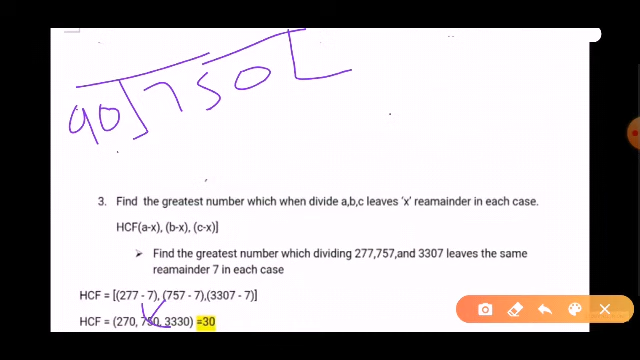 90)750(
3. Find the greatest number which when divide a,b,c leaves 'x' reamainder in each case.
HCF(a-x), (b-x), (c-x)]
➤ Find the greatest number which dividing 277,757,and 3307 leaves the same
reamainder 7 in each case
HCF = [(277 - 7), (757 - 7),(3307 - 7)]
HCF = (270, 750, 3330) =30